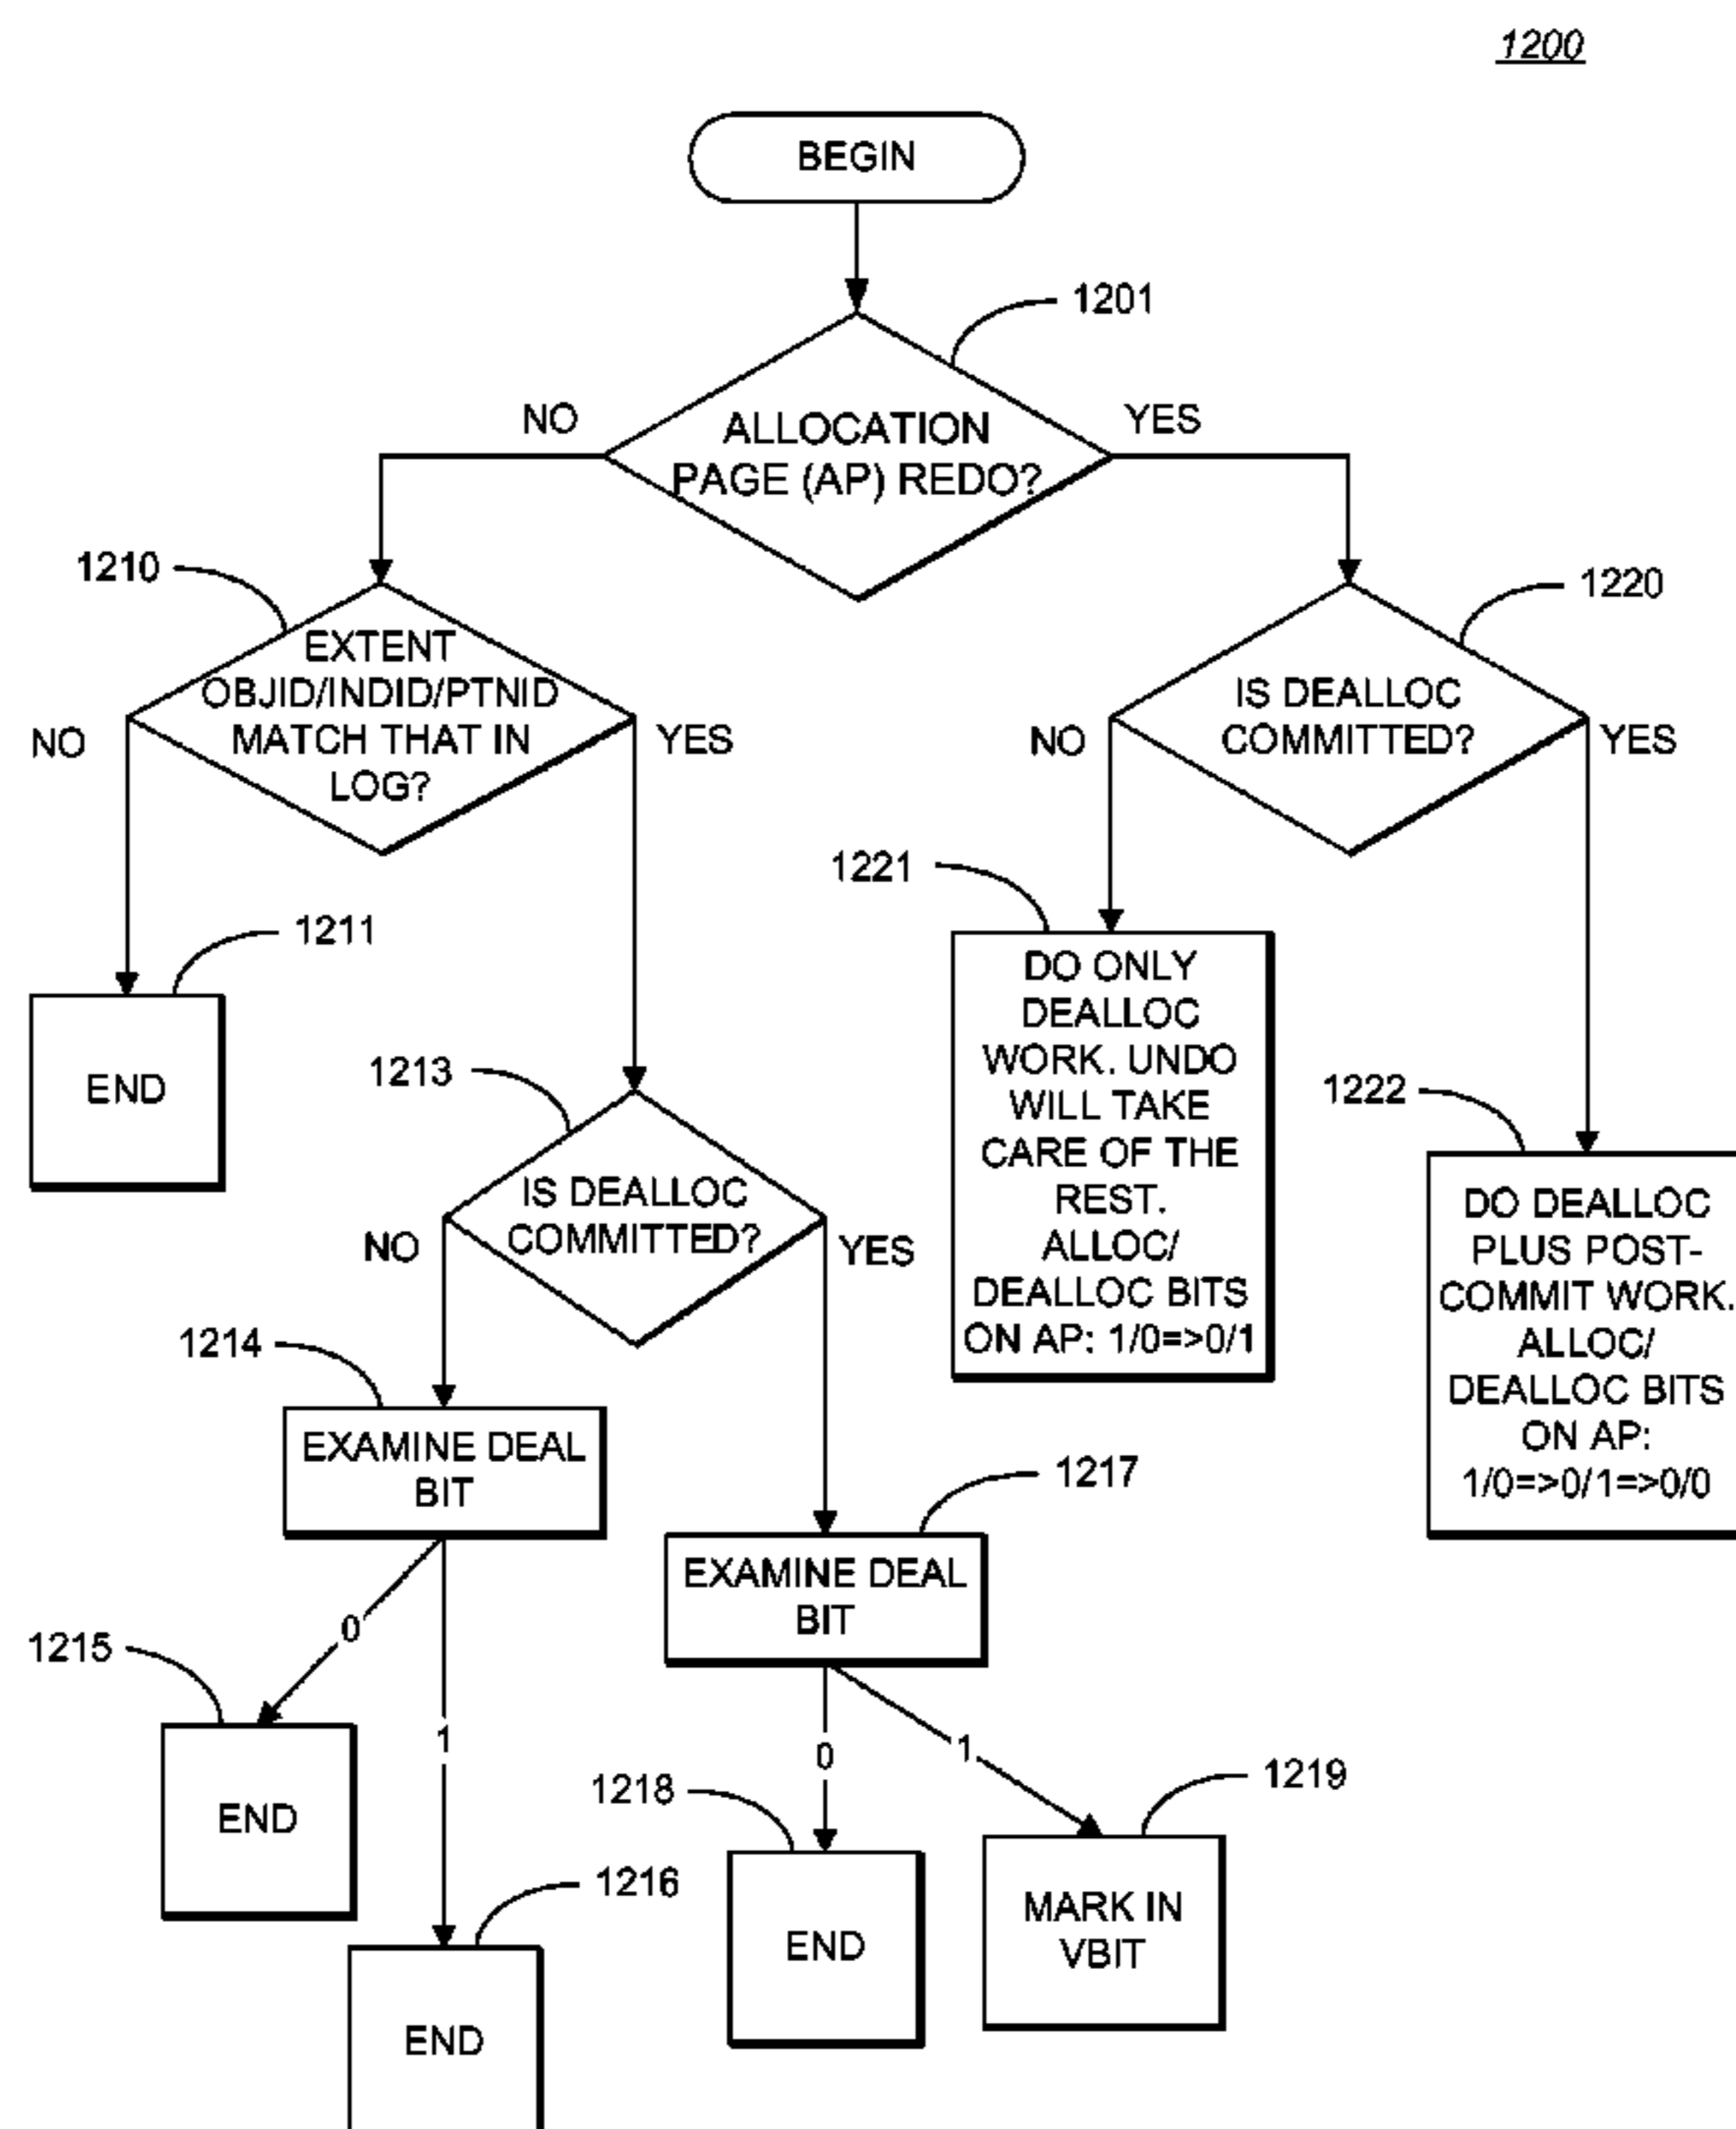 1200
BEGIN
1201
NO
YES
ALLOCATION
PAGE (AP) REDO?
1210
1220
EXTENT
OBJID/INDID/PTNID
MATCH THAT IN
LOG?
NO
YES
IS DEALLOC
COMMITTED?
NO
YES
1211
END
1221
DO ONLY
DEALLOC
WORK. UNDO
WILL TAKE
CARE OF THE
REST.
ALLOC/
DEALLOC BITS
ON AP: 1/0=>0/1
1222
DO DEALLOC
PLUS POST-
COMMIT WORK.
ALLOC/
DEALLOC BITS
ON AP:
1/0=>0/1=>0/0
1213
IS DEALLOC
COMMITTED?
NO
YES
1214
EXAMINE DEAL
BIT
1217
EXAMINE DEAL
BIT
0
1
1215
END
1216
END
0
1
1218
END
1219
MARK IN
VBIT